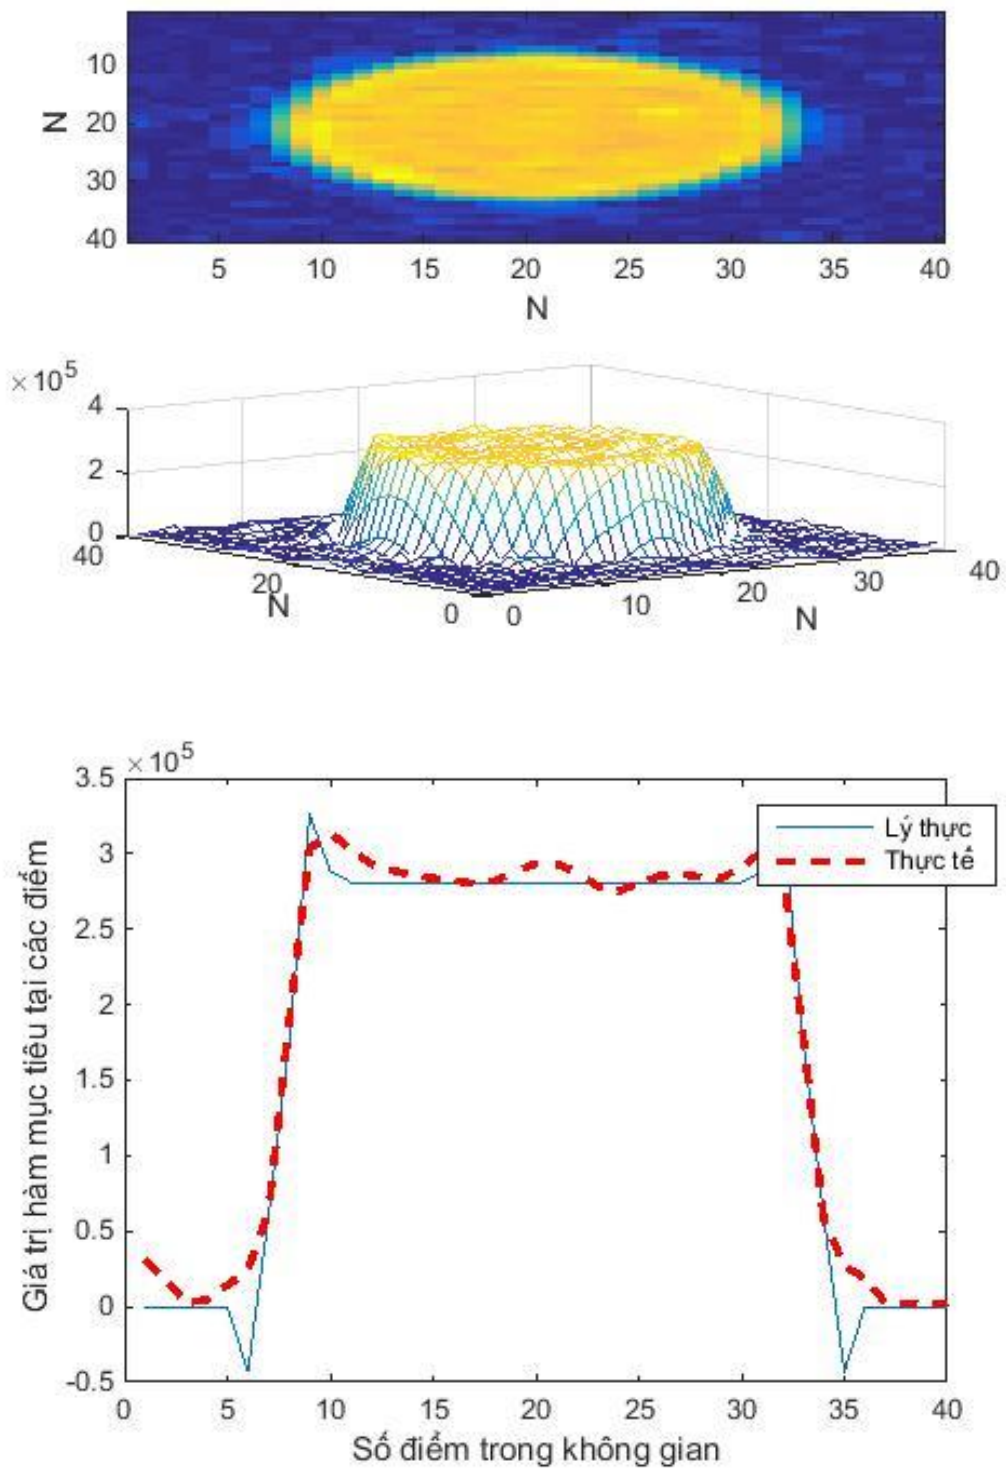 N
10
20
30
40
5 10 15 20 25 30 35 40
N
×10⁵
4
2
0
40 20 0
N
0 10 20 30 40
N
×10⁵
3.5
3
2.5
2
1.5
1
0.5
0
-0.5
Giá trị hàm mục tiêu tại các điểm
Lý thực
Thực tế
0 5 10 15 20 25 30 35 40
Số điểm trong không gian